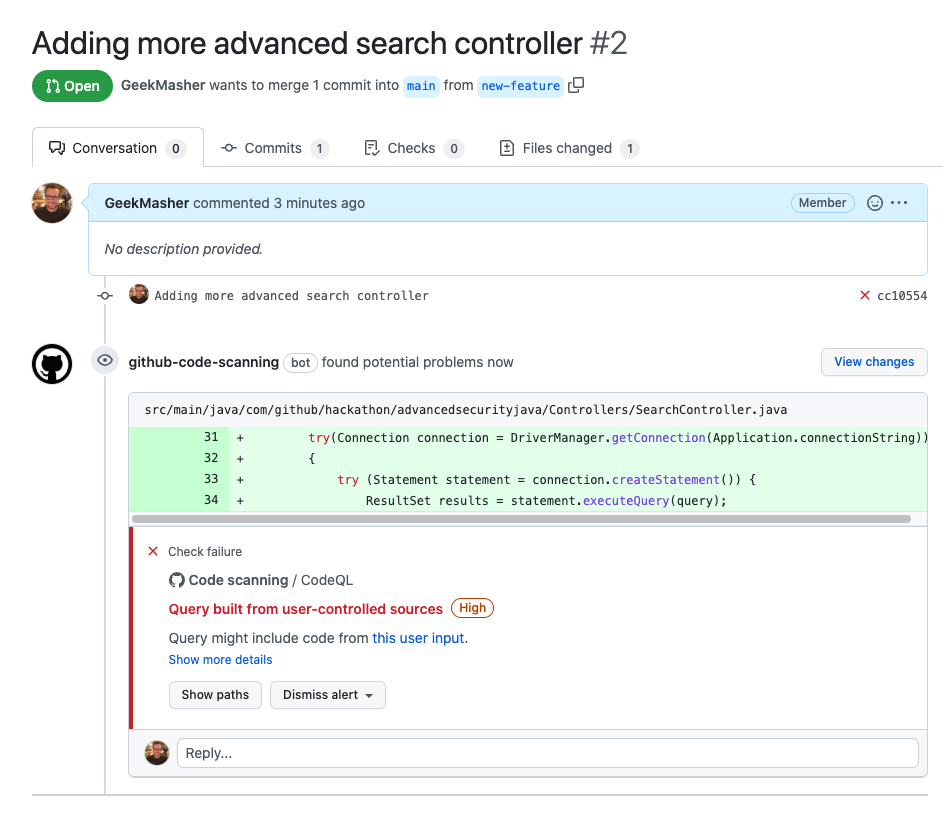 Adding more advanced search controller #2
Open GeekMasher wants to merge 1 commit into main from new-feature
Conversation 0 Commits 1 Checks 0 Files changed 1
GeekMasher commented 3 minutes ago Member
No description provided.
Adding more advanced search controller cc10554
github-code-scanning bot found potential problems now View changes
src/main/java/com/github/hackathon/advancedsecurityjava/Controllers/SearchController.java
31 + try(Connection connection = DriverManager.getConnection(Application.connectionString))
32 + {
33 + try (Statement statement = connection.createStatement()) {
34 + ResultSet results = statement.executeQuery(query);
Check failure
Code scanning / CodeQL
Query built from user-controlled sources High
Query might include code from this user input.
Show more details
Show paths Dismiss alert
Reply...